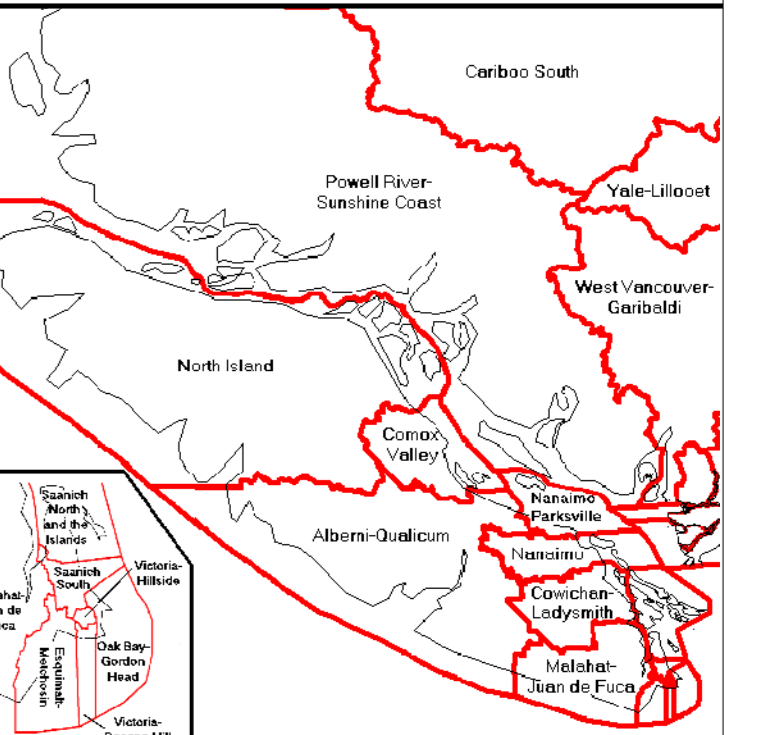 Cariboo South
Powell River-
Sunshine Coast
Yale-Lillooet
West Vancouver-
Garibaldi
North Island
Comox
Valley
Nanaimo
Parksville
Alberni-Qualicum
Nanaimo
Cowichan-
Ladysmith
Malahat-
Juan de Fuca
Saanich
North
and the
Islands
Saanich
South
Victoria-
Hillside
Oak Bay-
Gordon
Head
Esquimalt-
Metchosin
Victoria-